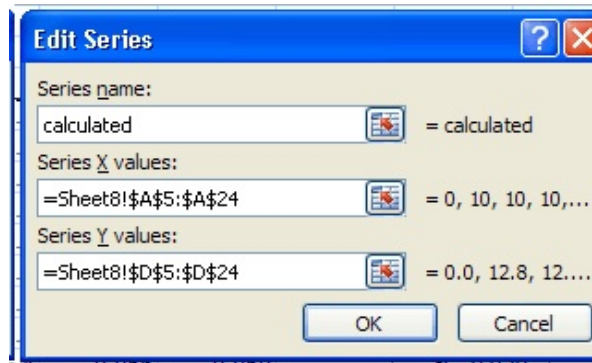 Edit Series
Series name:
calculated = calculated
Series X values:
=Sheet8!$A$5:$A$24 = 0, 10, 10, 10,...
Series Y values:
=Sheet8!$D$5:$D$24 = 0.0, 12.8, 12....
OK Cancel